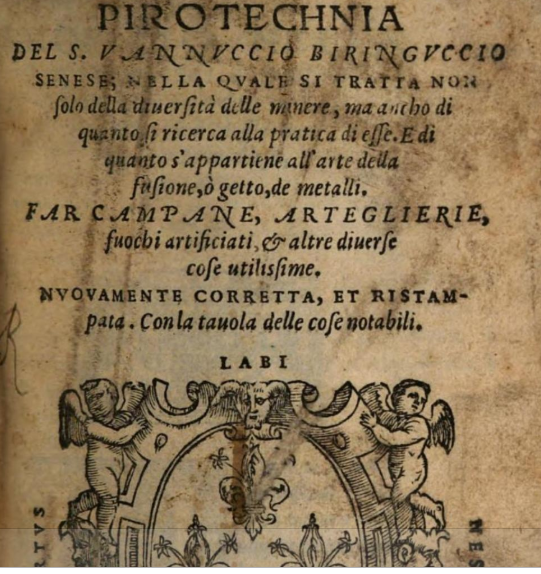 PIROTECHNIA
DEL S. VANNVCCIO BIRINGVCCIO
SENESE; NELLA QVALE SI TRATTA NON
ſolo della diuerſità delle minere, ma ancho di
quanto ſi ricerca alla pratica di eſſe. E di
quanto s'appartiene all'arte della
fuſione, ò getto, de metalli.
FAR CAMPANE, ARTEGLIERIE,
fuochi artificiati, & altre diuerſe
coſe utiliſſime.
NVOVAMENTE CORRETTA, ET RISTAM-
pata. Con la tauola delle coſe notabili.
LABI
RTVS
NES